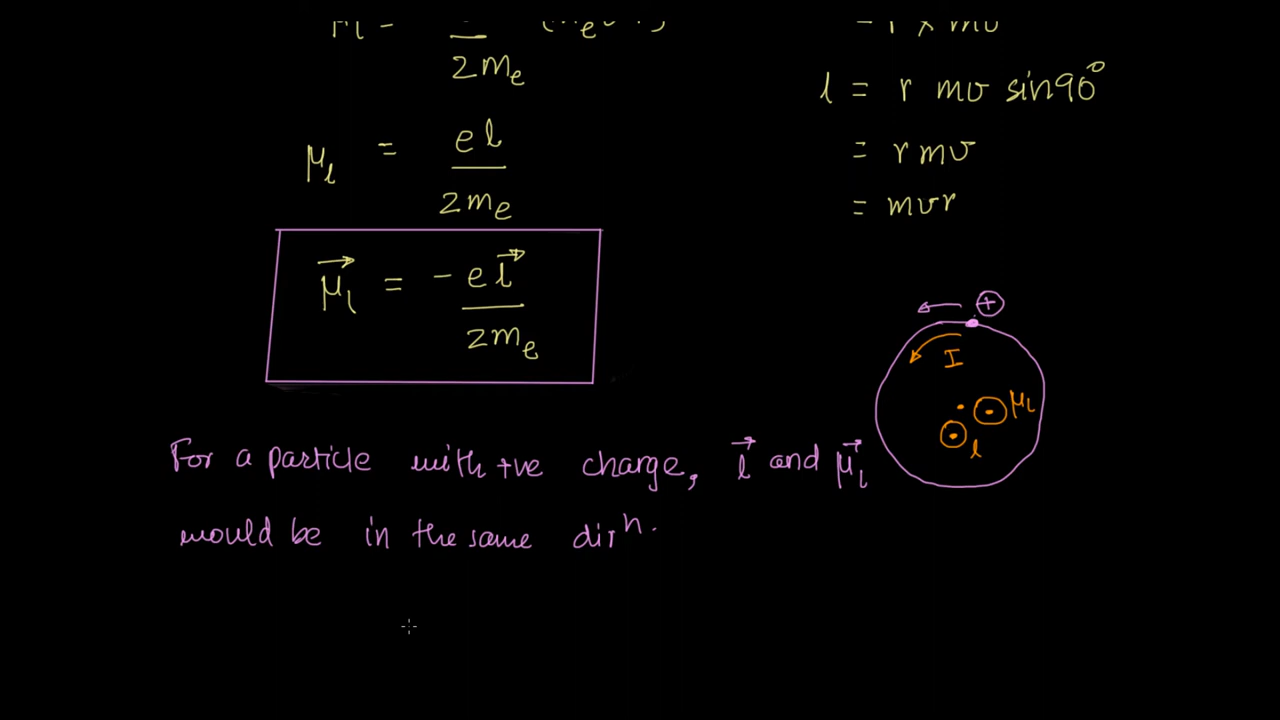 2mₑ
l = r mv sin90°
μₗ = el / 2mₑ
= rmv
= mvr
μ⃗ₗ = -e l⃗ / 2mₑ
+
I
μₗ
l
For a particle with +ve charge, l⃗ and μ⃗ₗ
would be in the same dirⁿ.